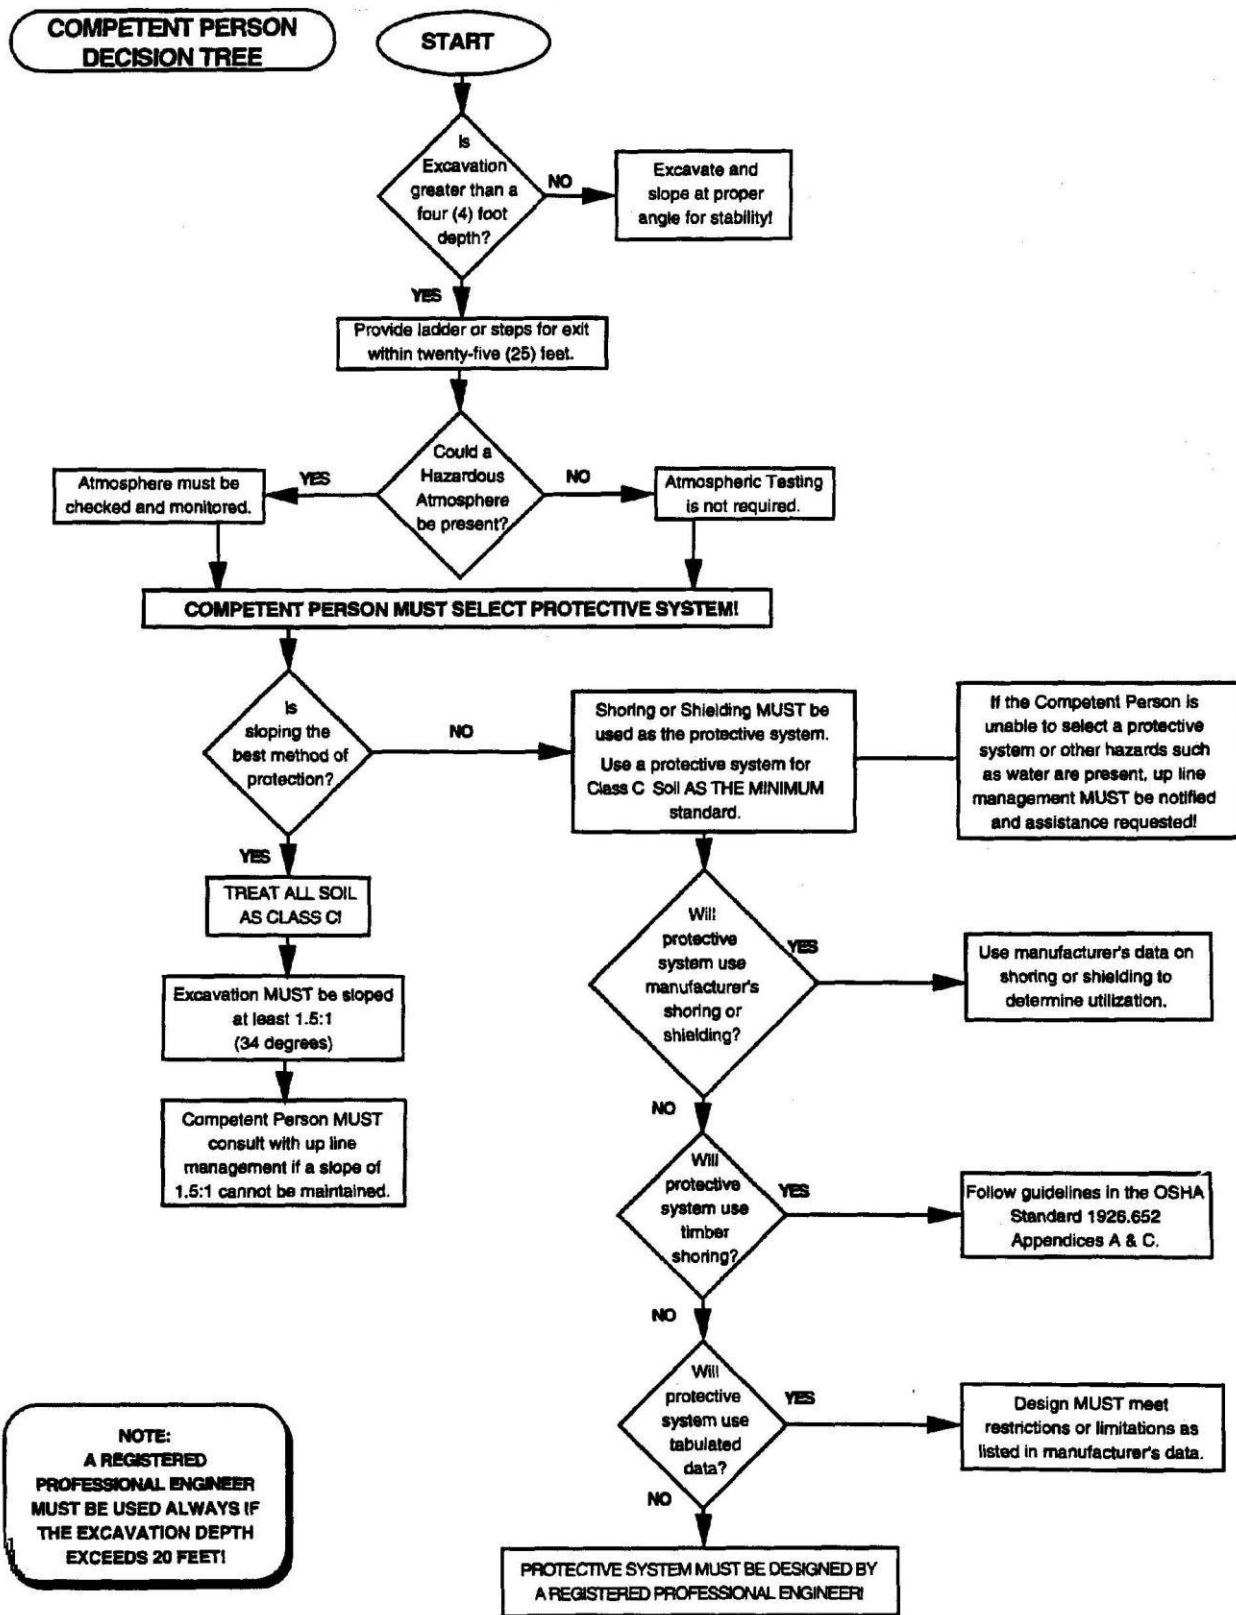 COMPETENT PERSON
DECISION TREE
START
Is
Excavation
greater than a
four (4) foot
depth?
NO
Excavate and
slope at proper
angle for stability!
YES
Provide ladder or steps for exit
within twenty-five (25) feet.
Could a
Hazardous
Atmosphere
be present?
YES
Atmosphere must be
checked and monitored.
NO
Atmospheric Testing
is not required.
COMPETENT PERSON MUST SELECT PROTECTIVE SYSTEM!
Is
sloping the
best method of
protection?
NO
Shoring or Shielding MUST be
used as the protective system.
Use a protective system for
Class C Soil AS THE MINIMUM
standard.
If the Competent Person is
unable to select a protective
system or other hazards such
as water are present, up line
management MUST be notified
and assistance requested!
YES
TREAT ALL SOIL
AS CLASS C!
Excavation MUST be sloped
at least 1.5:1
(34 degrees)
Competent Person MUST
consult with up line
management if a slope of
1.5:1 cannot be maintained.
Will
protective
system use
manufacturer's
shoring or
shielding?
YES
Use manufacturer's data on
shoring or shielding to
determine utilization.
NO
Will
protective
system use
timber
shoring?
YES
Follow guidelines in the OSHA
Standard 1926.652
Appendices A & C.
NO
Will
protective
system use
tabulated
data?
YES
Design MUST meet
restrictions or limitations as
listed in manufacturer's data.
NO
PROTECTIVE SYSTEM MUST BE DESIGNED BY
A REGISTERED PROFESSIONAL ENGINEER!
NOTE:
A REGISTERED
PROFESSIONAL ENGINEER
MUST BE USED ALWAYS IF
THE EXCAVATION DEPTH
EXCEEDS 20 FEET!